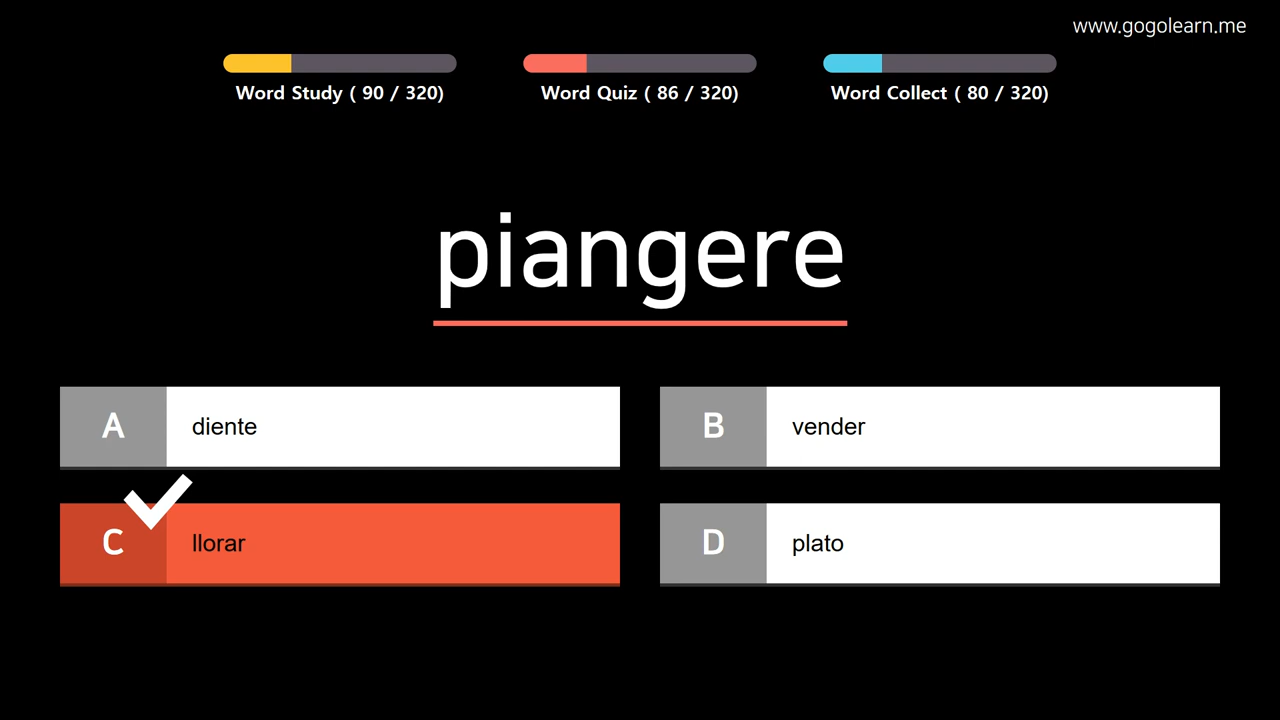 www.gogolearn.me
Word Study ( 90 / 320)
Word Quiz ( 86 / 320)
Word Collect ( 80 / 320)
piangere
A diente
B vender
C llorar
D plato